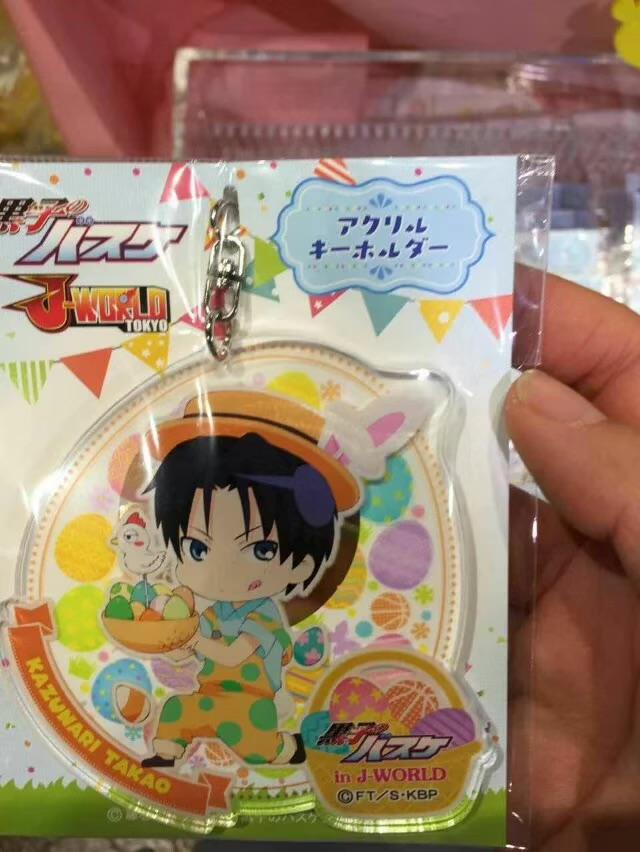 黒子の
バスケ
J-WORLD
TOKYO
アクリル
キーホルダー
KAZUNARI TAKAO
黒子の
バスケ
in J-WORLD
©FT/S・KBP